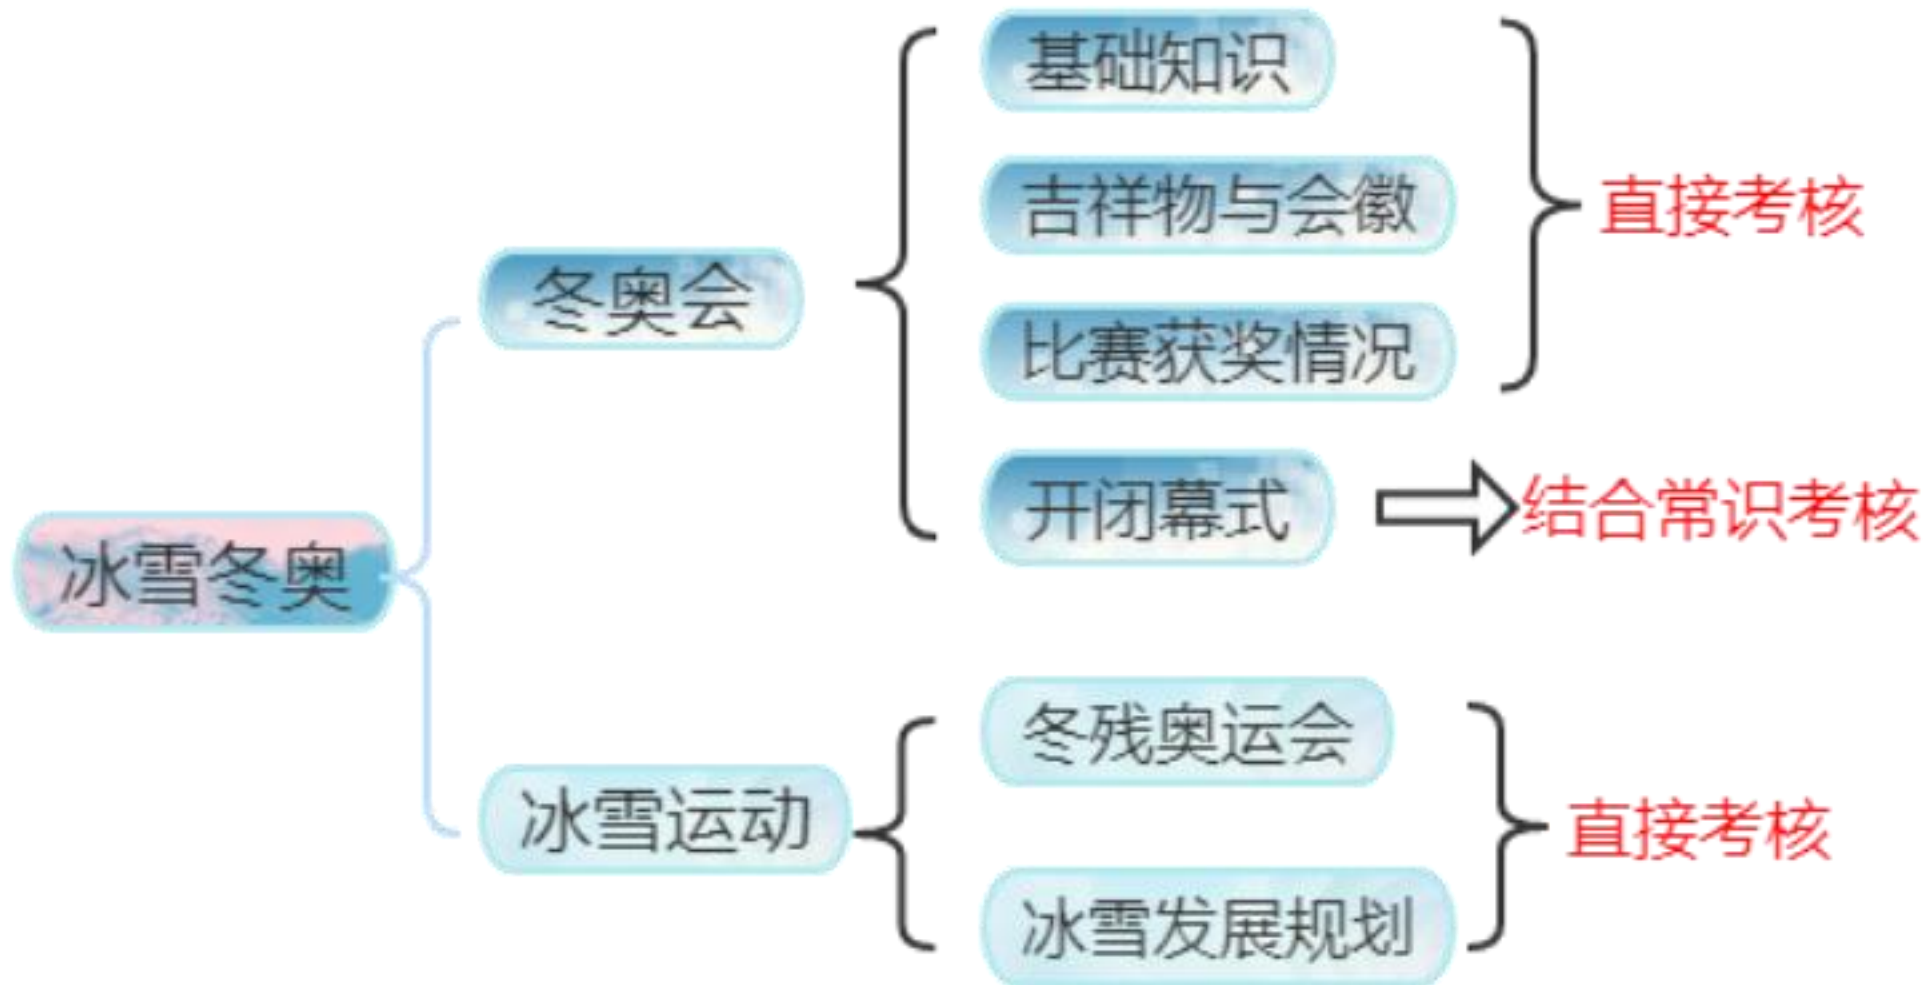 冰雪冬奥
冬奥会
基础知识
吉祥物与会徽
比赛获奖情况
直接考核
开闭幕式
结合常识考核
冰雪运动
冬残奥运会
冰雪发展规划
直接考核